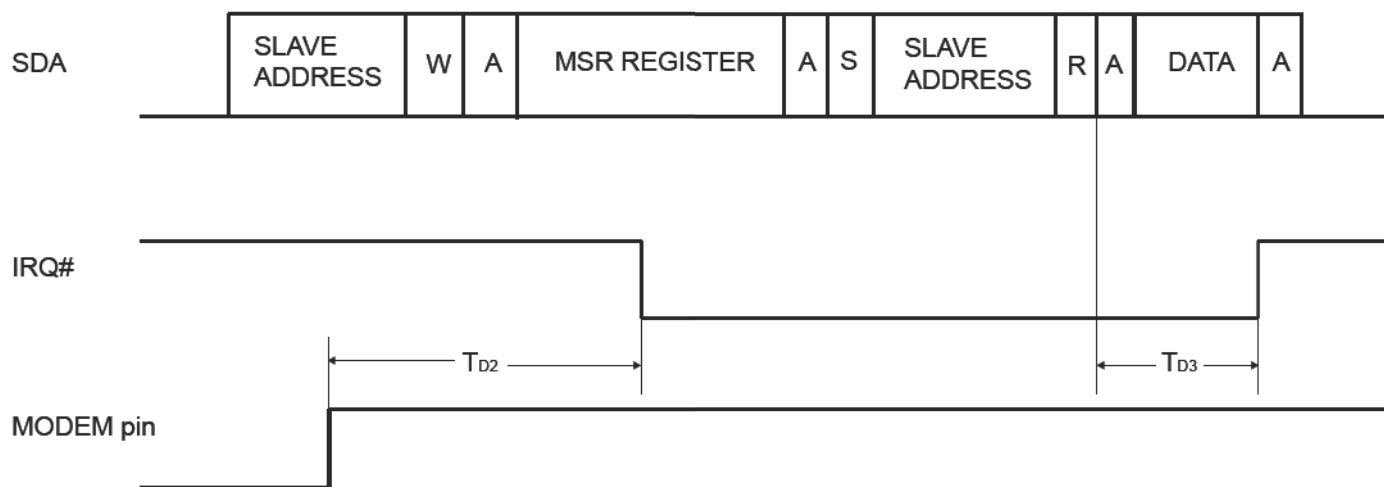 SDA
SLAVE
ADDRESS
W
A
MSR REGISTER
A
S
SLAVE
ADDRESS
R
A
DATA
A
IRQ#
TD2
TD3
MODEM pin